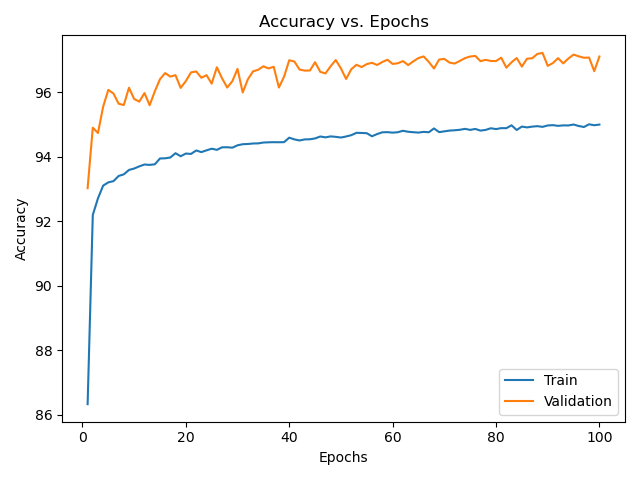 Accuracy vs. Epochs
Accuracy
96
94
92
90
88
86
0 20 40 60 80 100
Epochs
Train
Validation